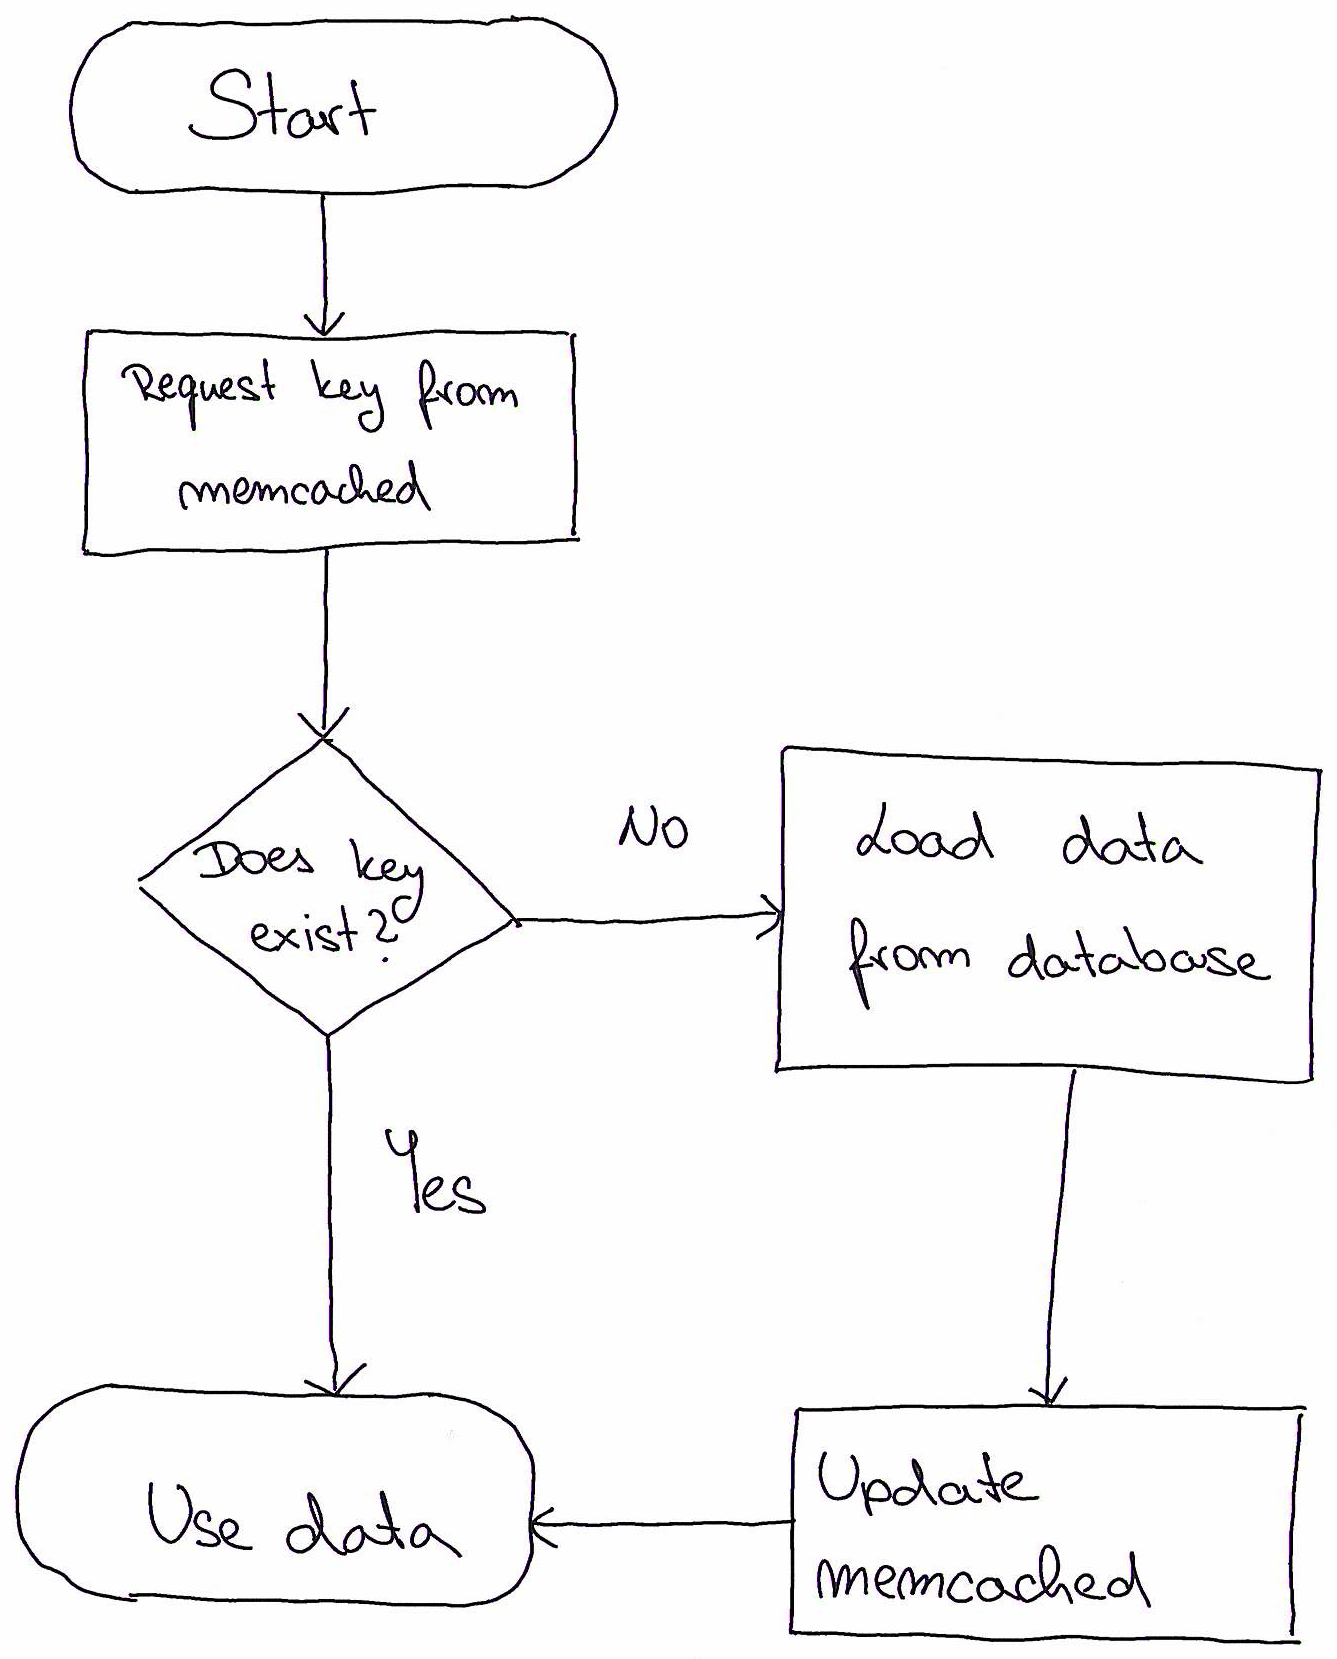 Start
Request key from
memcached
Does key
exist?
No
Load data
from database
Yes
Use data
Update
memcached